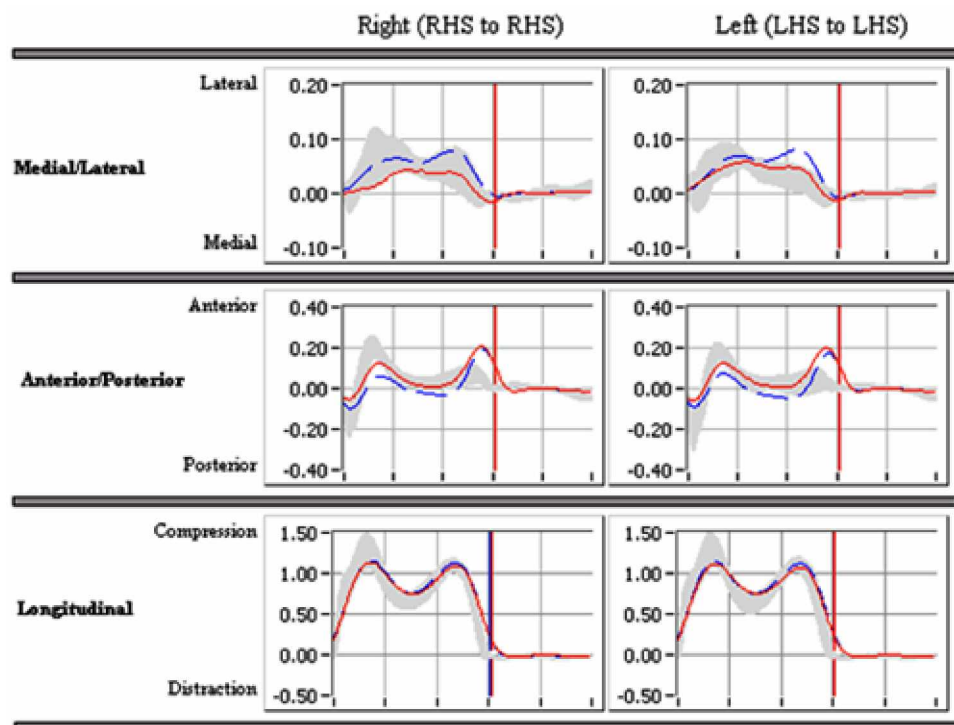 Right (RHS to RHS)
Left (LHS to LHS)
Lateral
Medial/Lateral
Medial
0.20
0.10
0.00
-0.10
0.20
0.10
0.00
-0.10
Anterior
Anterior/Posterior
Posterior
0.40
0.20
0.00
-0.20
-0.40
0.40
0.20
0.00
-0.20
-0.40
Compression
Longitudinal
Distraction
1.50
1.00
0.50
0.00
-0.50
1.50
1.00
0.50
0.00
-0.50